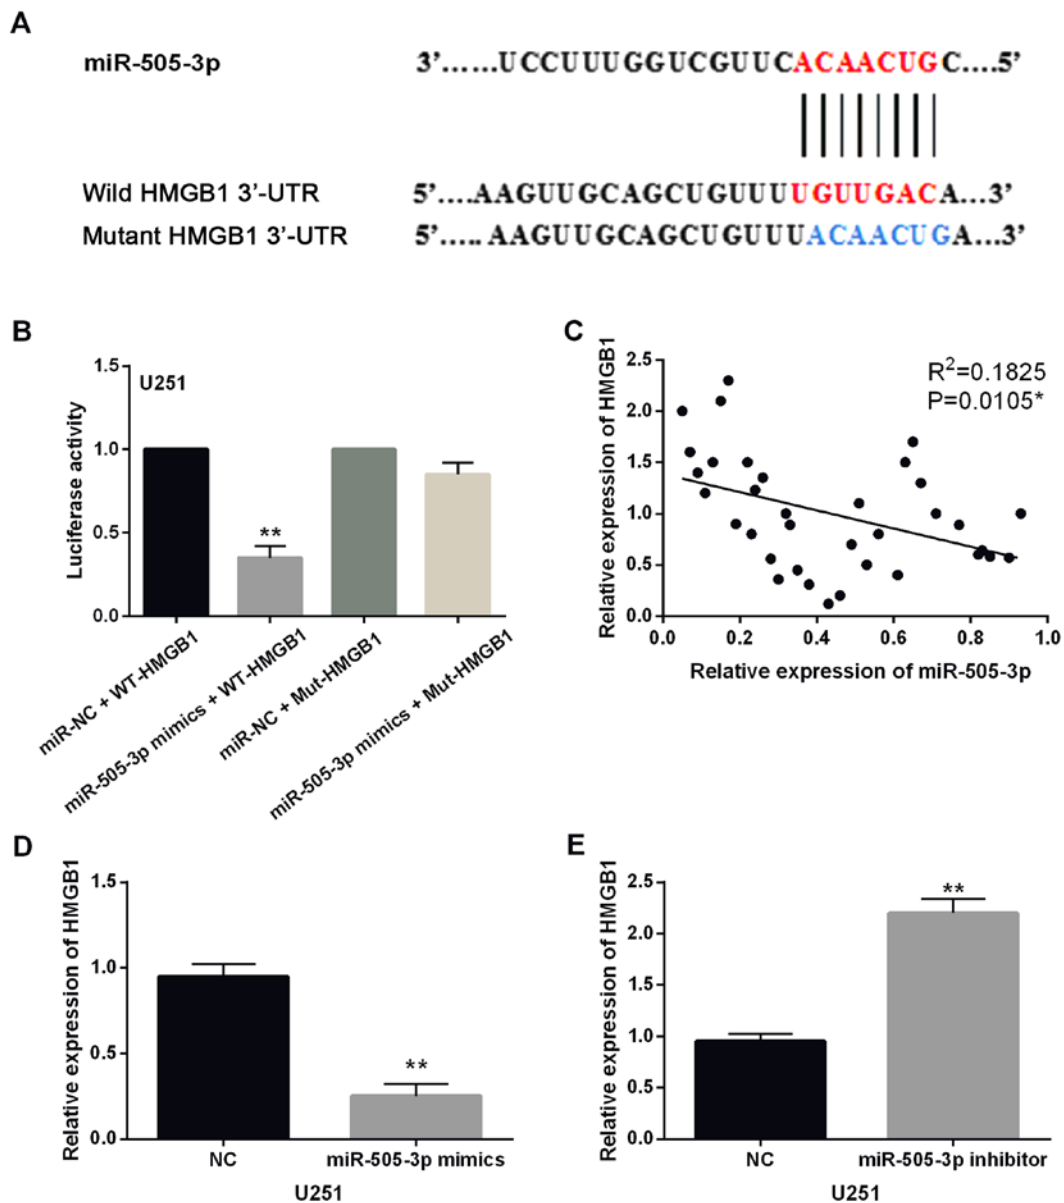 A
miR-505-3p 3’......UCCUUUGGUCGUUCACAACUGC....5’
Wild HMGB1 3’-UTR 5’....AAGUUGCAGCUGUUUUGUUGACA...3’
Mutant HMGB1 3’-UTR 5’..... AAGUUGCAGCUGUUUACAACUGA...3’
B
U251
Luciferase activity
1.5
1.0
0.5
0.0
**
miR-NC + WT-HMGB1
miR-505-3p mimics + WT-HMGB1
miR-NC + Mut-HMGB1
miR-505-3p mimics + Mut-HMGB1
C
R²=0.1825
P=0.0105*
Relative expression of HMGB1
2.5
2.0
1.5
1.0
0.5
0.0
0.0 0.2 0.4 0.6 0.8 1.0
Relative expression of miR-505-3p
D
Relative expression of HMGB1
1.5
1.0
0.5
0.0
**
NC miR-505-3p mimics
U251
E
Relative expression of HMGB1
2.5
2.0
1.5
1.0
0.5
0.0
**
NC miR-505-3p inhibitor
U251